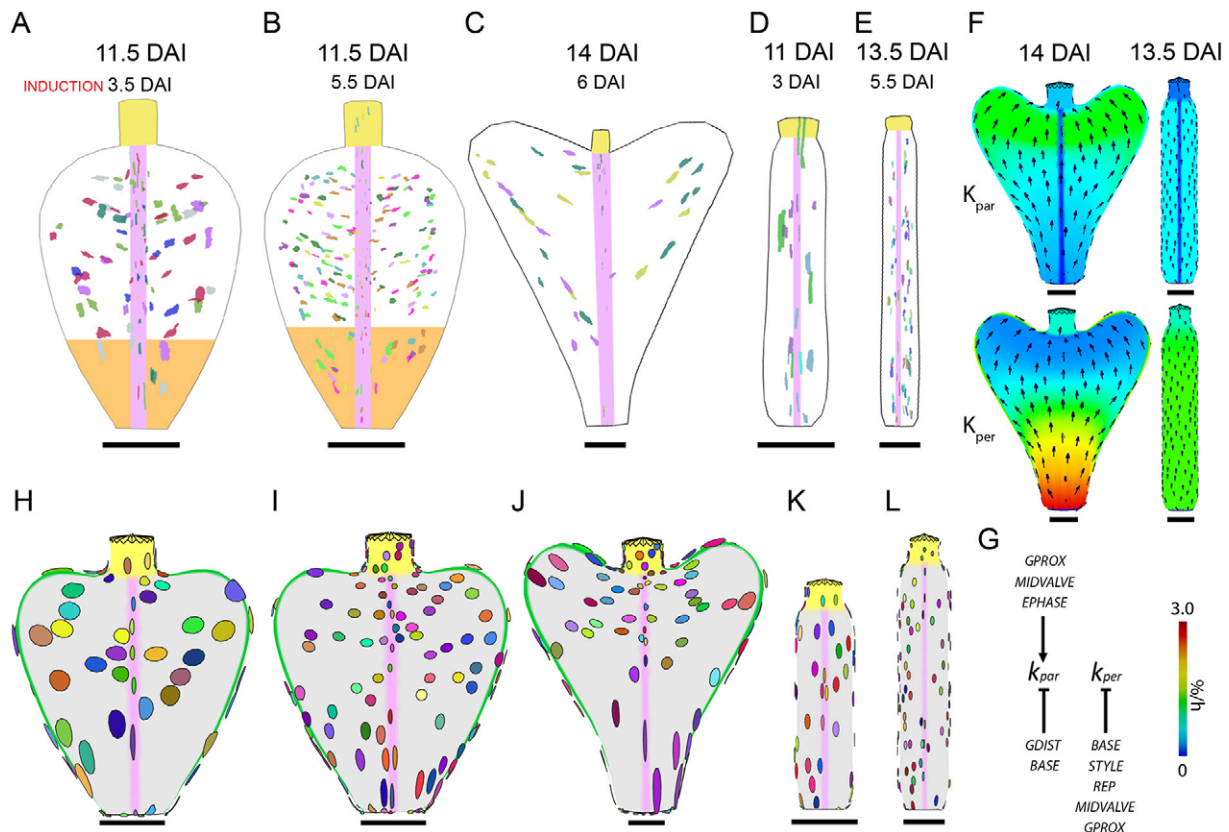 A
11.5 DAI
INDUCTION 3.5 DAI
B
11.5 DAI
5.5 DAI
C
14 DAI
6 DAI
D
11 DAI
3 DAI
E
13.5 DAI
5.5 DAI
F
14 DAI
13.5 DAI
Kpar
Kper
G
GPROX
MIDVALVE
EPHASE
kpar
kper
GDIST
BASE
BASE
STYLE
REP
MIDVALVE
GPROX
3.0
%/h
0
H
I
J
K
L